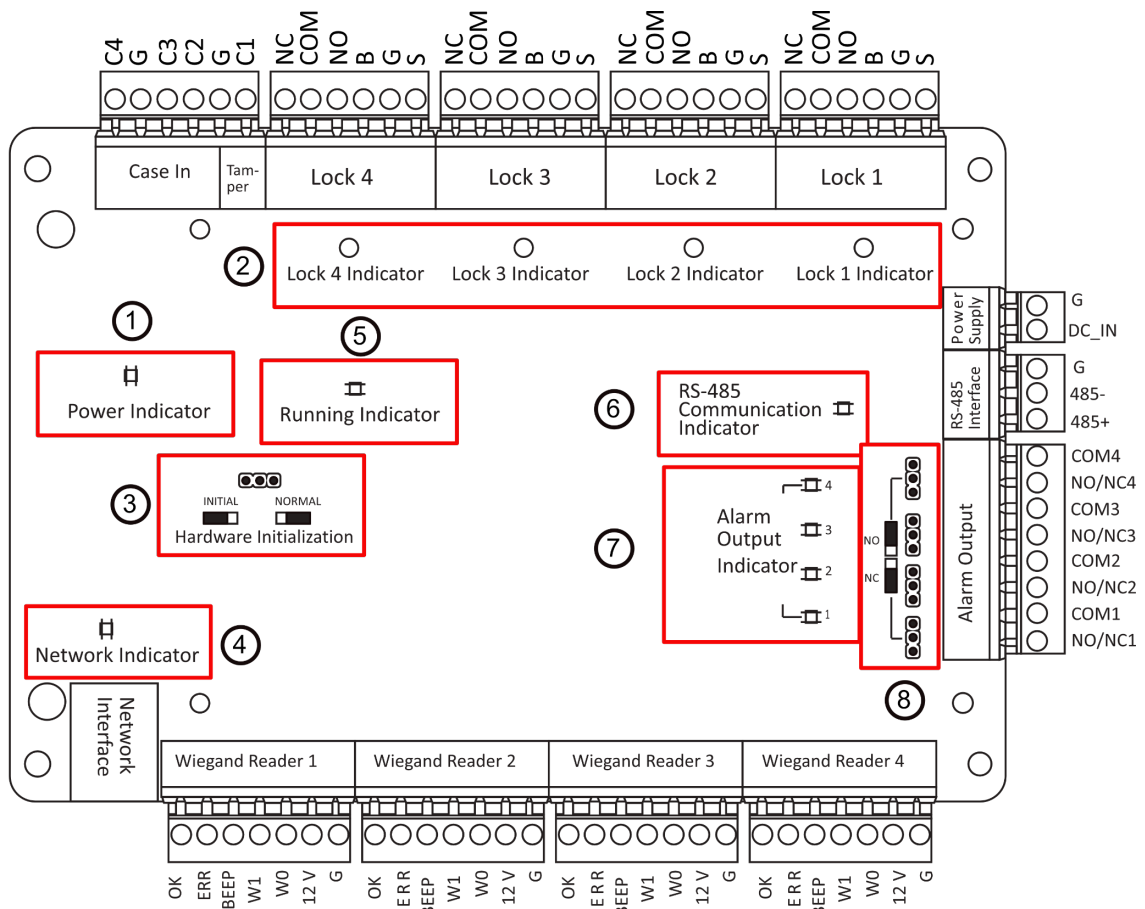 C4 G C3 C2 G C1 NC COM NO B G S NC COM NO B G S NC COM NO B G S NC COM NO B G S
Case In
Tam-
per
Lock 4
Lock 3
Lock 2
Lock 1
2
Lock 4 Indicator
Lock 3 Indicator
Lock 2 Indicator
Lock 1 Indicator
Power
Supply
G
DC_IN
1
Power Indicator
5
Running Indicator
6
RS-485
Communication
Indicator
RS-485
Interface
G
485-
485+
3
INITIAL
NORMAL
Hardware Initialization
7
Alarm
Output
Indicator
4
3
2
1
NO
NC
8
Alarm Output
COM4
NO/NC4
COM3
NO/NC3
COM2
NO/NC2
COM1
NO/NC1
Network Indicator
4
Network
Interface
Wiegand Reader 1
Wiegand Reader 2
Wiegand Reader 3
Wiegand Reader 4
OK ERR BEEP W1 W0 12 V G OK ERR BEEP W1 W0 12 V G OK ERR BEEP W1 W0 12 V G OK ERR BEEP W1 W0 12 V G